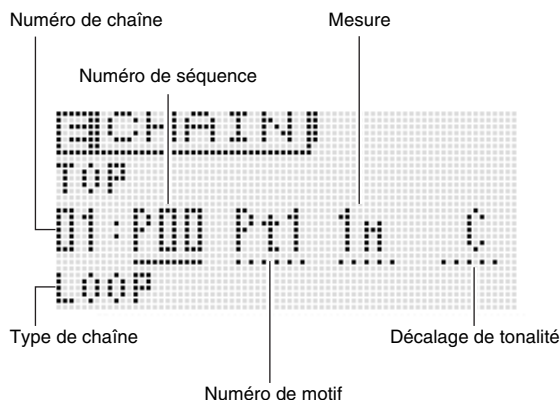 Numéro de chaîne
Mesure
Numéro de séquence
E CHAIN
TOP
01:P00 Pt1 1m C
LOOP
Type de chaîne
Décalage de tonalité
Numéro de motif